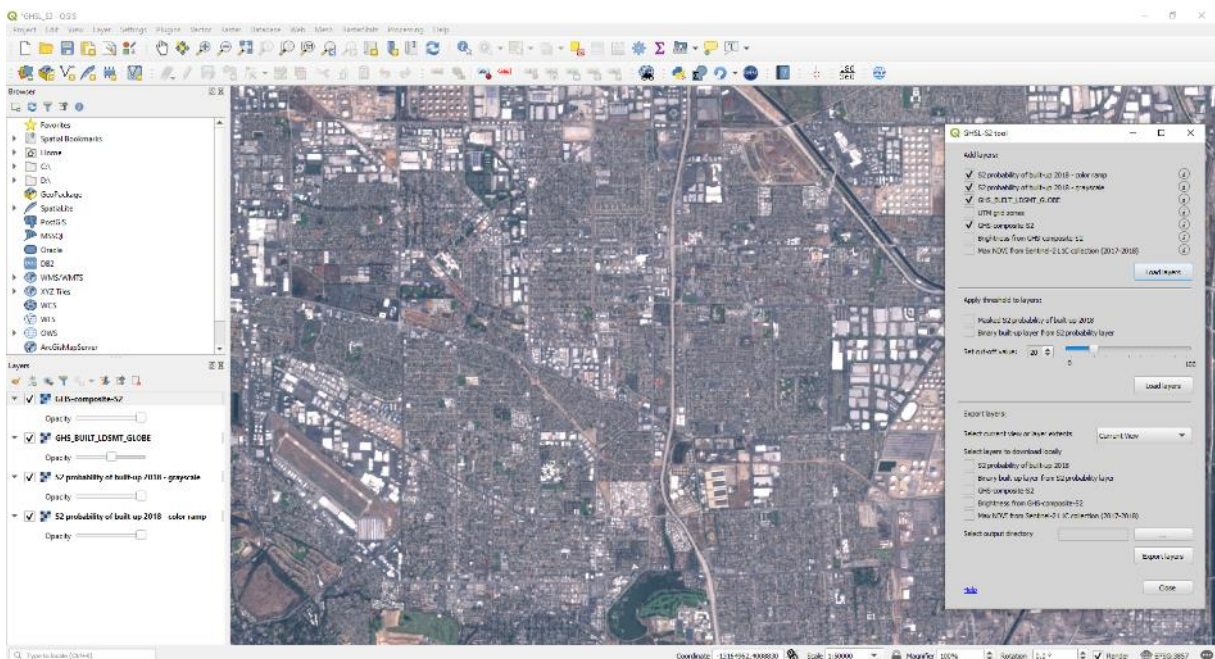 *GHSL_S2 - QGIS
Project Edit View Layer Settings Plugins Vector Raster Database Web Mesh Processing Help
Browser
Favorites
Spatial Bookmarks
Home
C:\
D:\
GeoPackage
SpatiaLite
PostGIS
MSSQL
Oracle
DB2
WMS/WMTS
XYZ Tiles
WCS
WFS
OWS
ArcGisMapServer
Layers
GHS-composite-S2
Opacity
GHS_BUILT_LDSMT_GLOBE
Opacity
S2 probability of built-up 2018 - grayscale
Opacity
S2 probability of built-up 2018 - color ramp
Opacity
GHSL-S2 tool
Add layers:
S2 probability of built-up 2018 - color ramp
S2 probability of built-up 2018 - grayscale
GHS_BUILT_LDSMT_GLOBE
UTM grid zones
GHS-composite-S2
Brightness from GHS-composite-S2
Max NDVI from Sentinel-2 L1C collection (2017-2018)
Load layers
Apply threshold to layers:
Masked S2 probability of built-up 2018
Binary built-up layer from S2 probability layer
Set cut-off value: 20
0 100
Load layers
Export layers:
Select current view or layer extents Current View
Select layers to download locally
S2 probability of built-up 2018
Binary built-up layer from S2 probability layer
GHS-composite-S2
Brightness from GHS-composite-S2
Max NDVI from Sentinel-2 L1C collection (2017-2018)
Select output directory ...
Export layers
Help Close
Type to locate (Ctrl+K) Coordinate Scale 1:50000 Magnifier 100% Rotation 0.0 ° Render EPSG:3857